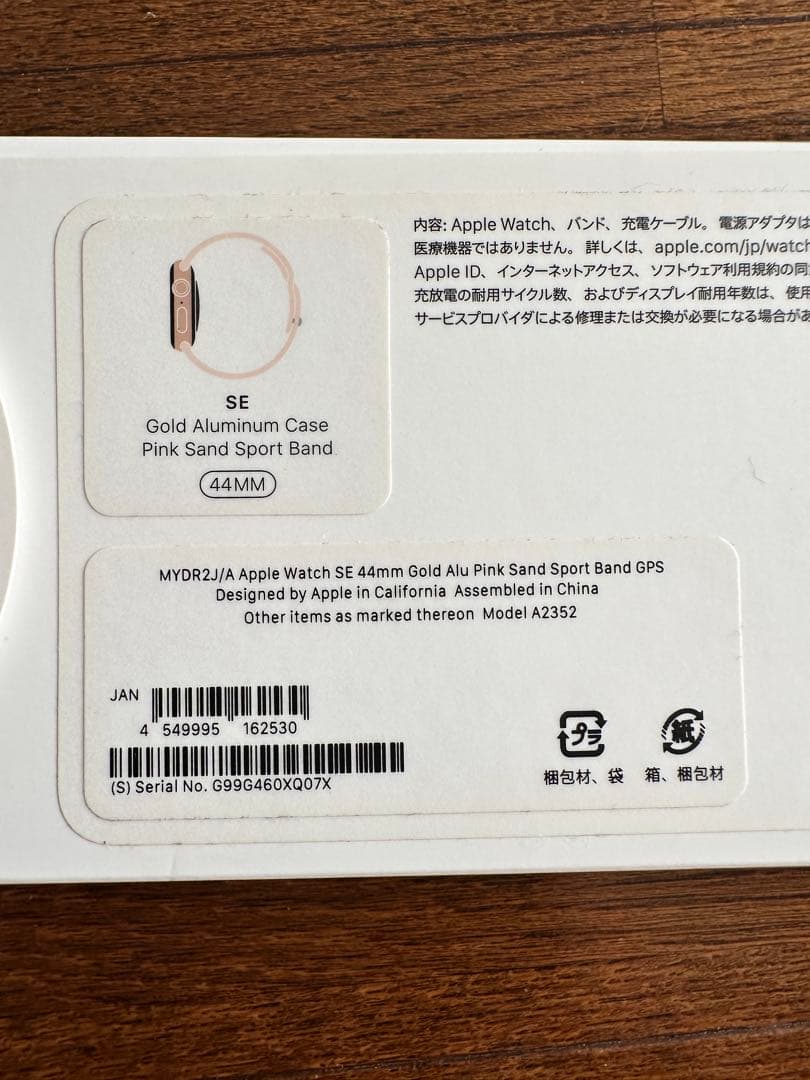 内容: Apple Watch、バンド、充電ケーブル。電源アダプタは
医療機器ではありません。詳しくは、apple.com/jp/watch
Apple ID、インターネットアクセス、ソフトウェア利用規約の同
充放電の耐用サイクル数、およびディスプレイ耐用年数は、使用
サービスプロバイダによる修理または交換が必要になる場合があ
SE
Gold Aluminum Case
Pink Sand Sport Band
44MM
MYDR2J/A Apple Watch SE 44mm Gold Alu Pink Sand Sport Band GPS
Designed by Apple in California Assembled in China
Other items as marked thereon Model A2352
JAN
4 549995 162530
(S) Serial No. G99G460XQ07X
プラ
紙
梱包材、袋
箱、梱包材